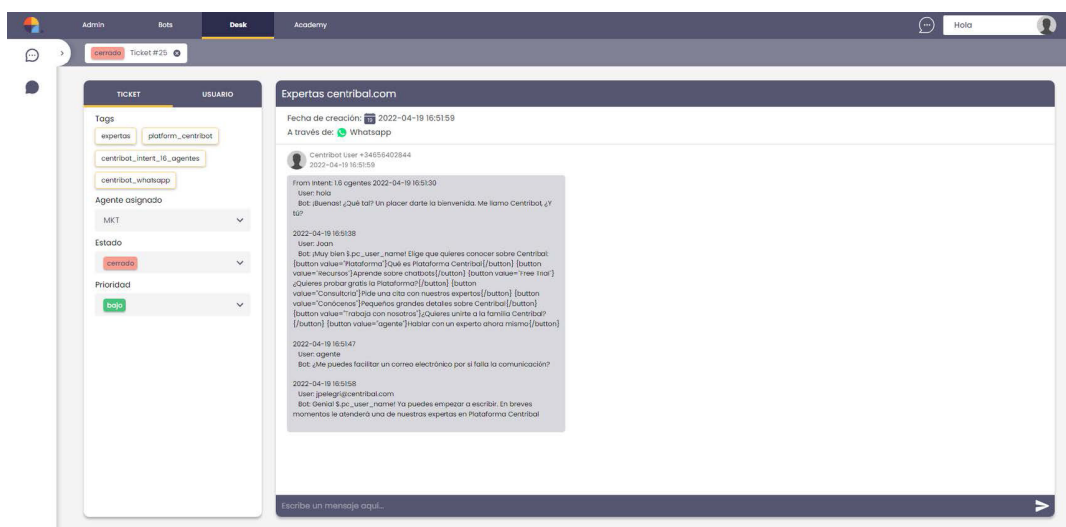 Admin Bots Desk Academy Hola
cerrado Ticket #25
TICKET USUARIO
Tags
expertas platform_centribot
centribot_intent_16_agentes
centribot_whatsapp
Agente asignado
MKT
Estado
cerrado
Prioridad
bajo
Expertas centribal.com
Fecha de creación: 2022-04-19 16:51:59
A través de: Whatsapp
Centribot User +34656402844
2022-04-19 16:51:59
From Intent: 1.6 agentes 2022-04-19 16:51:30
User: hola
Bot: ¡Buenas! ¿Qué tal? Un placer darte la bienvenida. Me llamo Centribot, ¿Y
tú?
2022-04-19 16:51:38
User: Joan
Bot: ¡Muy bien $.pc_user_name! Elige que quieres conocer sobre Centribal:
{button value="Plataforma"}Qué es Plataforma Centribal{/button} {button
value="Recursos"}Aprende sobre chatbots{/button} {button value="Free Trial"}
¿Quieres probar gratis la Plataforma?{/button} {button
value="Consultoria"}Pide una cita con nuestros expertos{/button} {button
value="Conócenos"}Pequeños grandes detalles sobre Centribal{/button}
{button value="Trabaja con nosotros"}¿Quieres unirte a la familia Centribal?
{/button} {button value="agente"}Hablar con un experto ahora mismo{/button}
2022-04-19 16:51:47
User: agente
Bot: ¿Me puedes facilitar un correo electrónico por si falla la comunicación?
2022-04-19 16:51:58
User: jpelegri@centribal.com
Bot: Genial $.pc_user_name! Ya puedes empezar a escribir. En breves
momentos le atenderá una de nuestras expertas en Plataforma Centribal
Escribe un mensaje aquí...